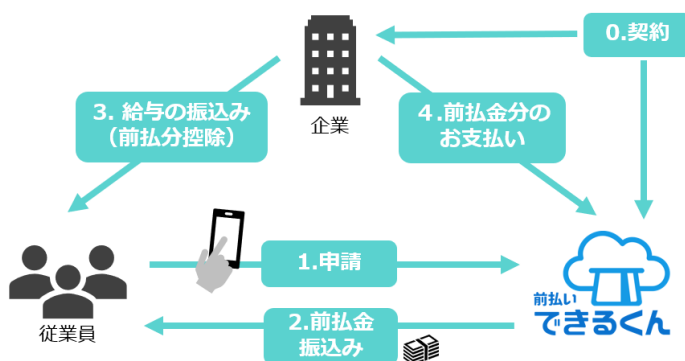 0.契約
企業
3. 給与の振込み
（前払分控除）
4.前払金分の
お支払い
1.申請
従業員
前払い
できるくん
2.前払金
振込み